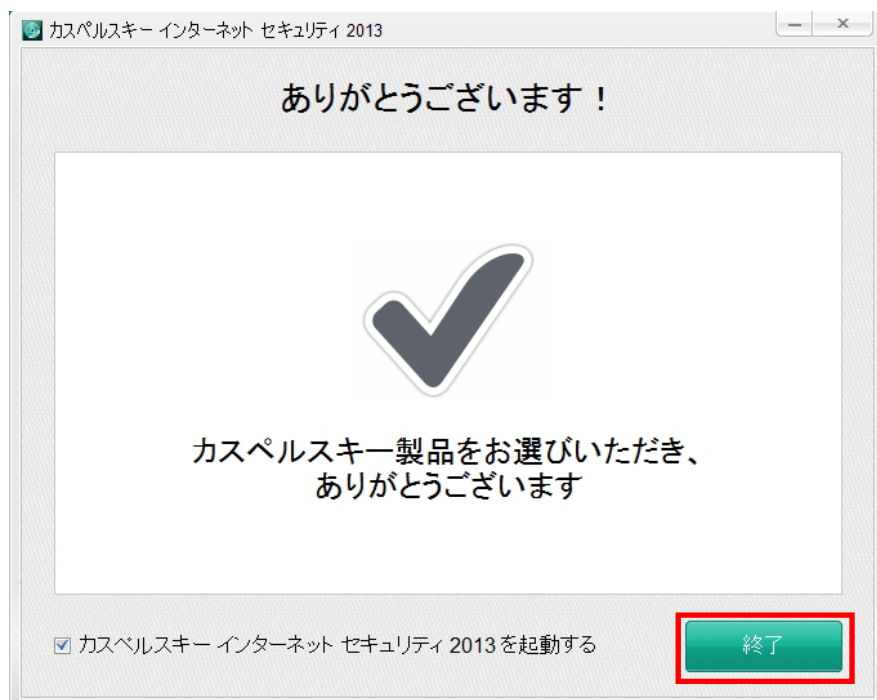 カスペルスキー インターネット セキュリティ 2013
ありがとうございます！
カスペルスキー製品をお選びいただき、
ありがとうございます
カスペルスキー インターネット セキュリティ 2013を起動する
終了